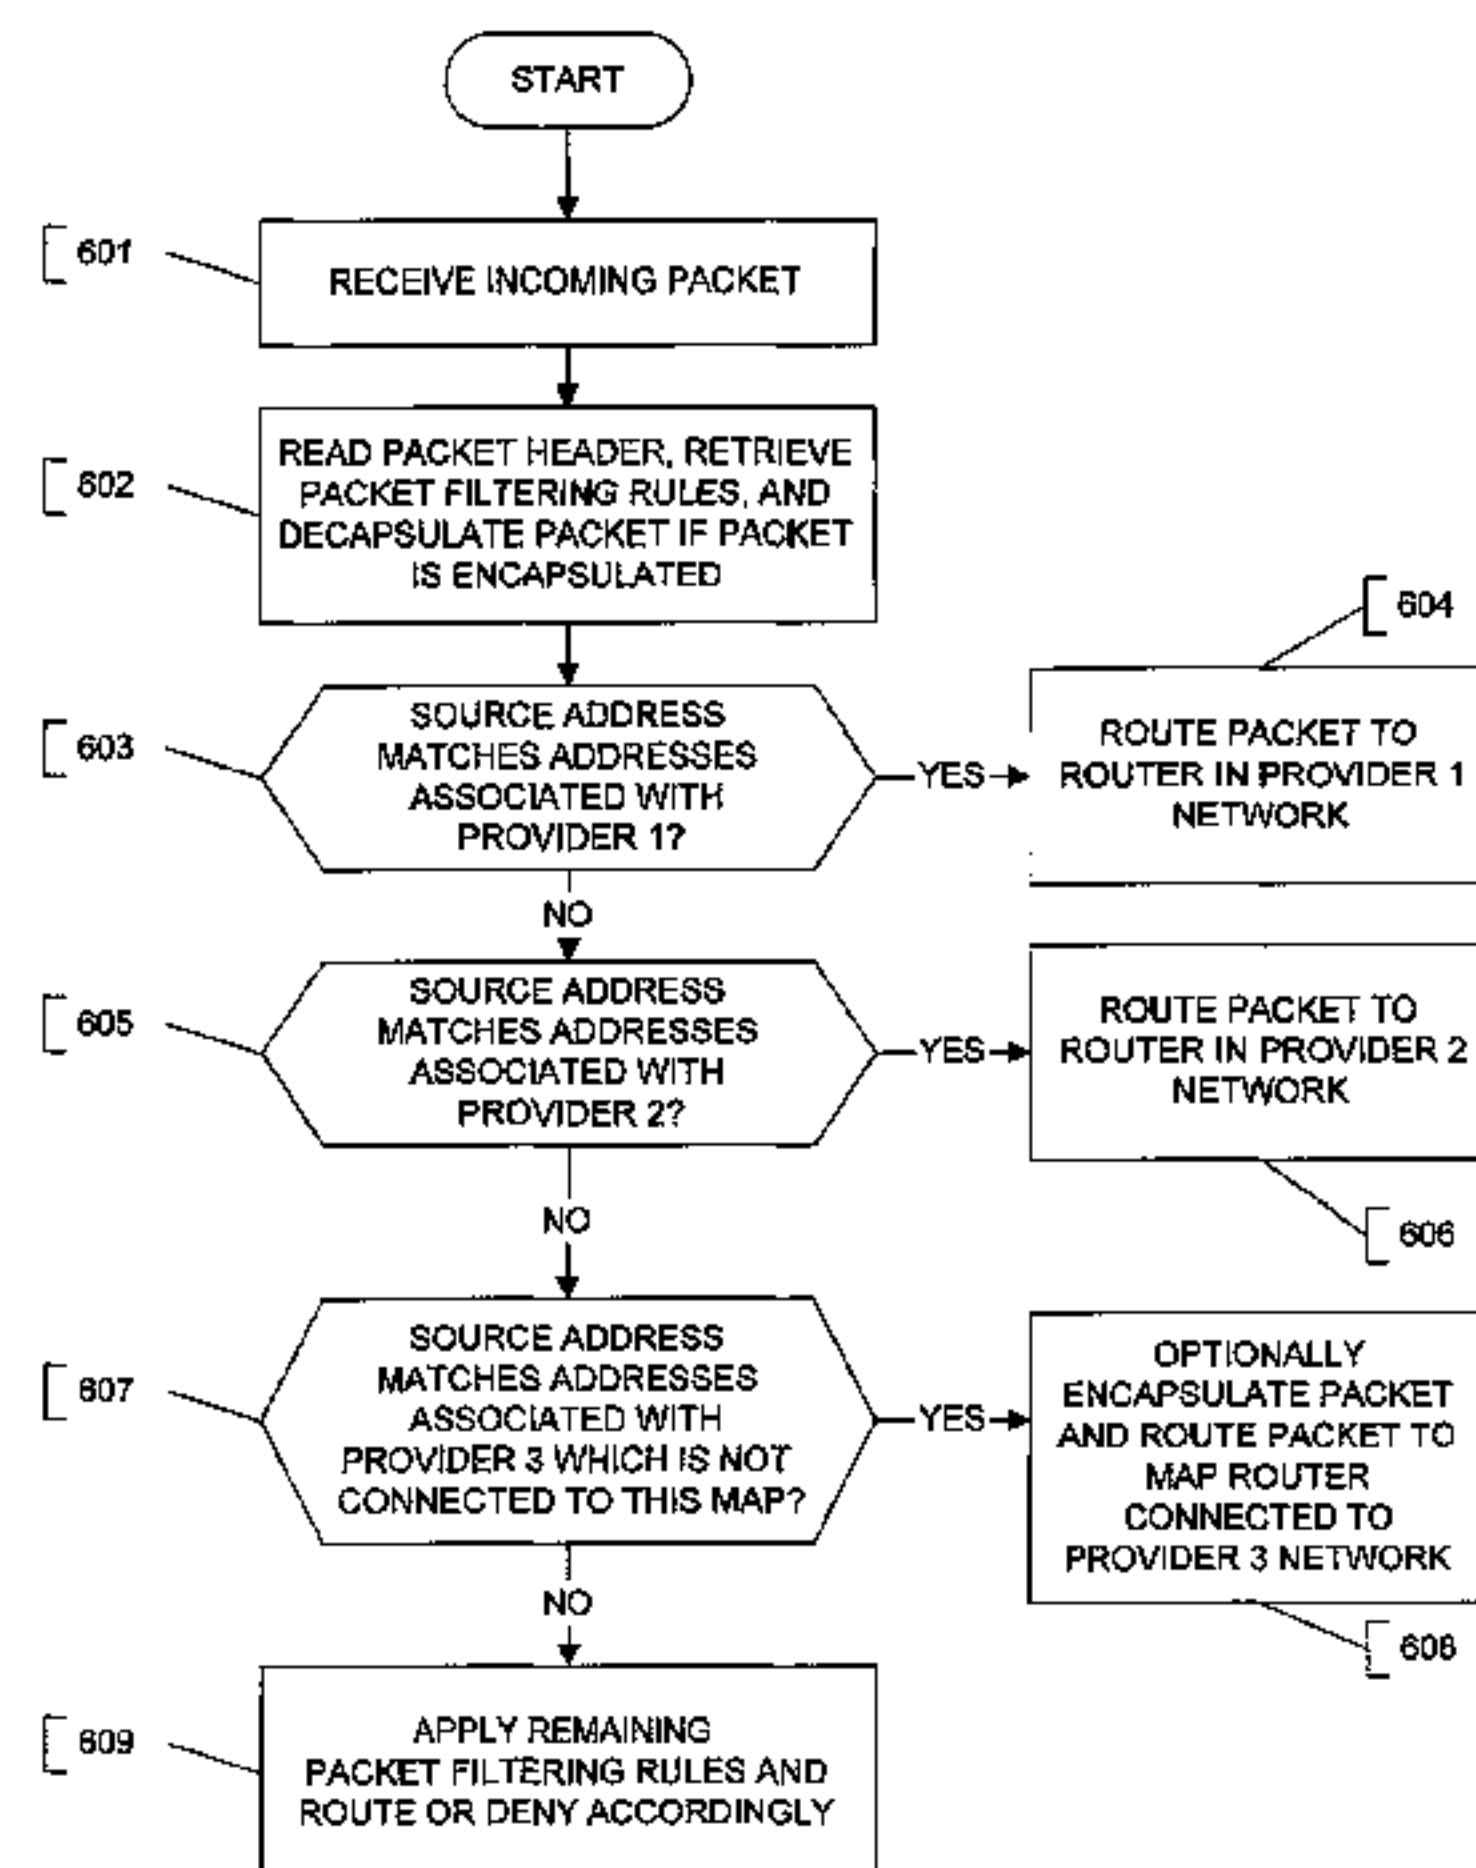 START
601
RECEIVE INCOMING PACKET
602
READ PACKET HEADER, RETRIEVE
PACKET FILTERING RULES, AND
DECAPSULATE PACKET IF PACKET
IS ENCAPSULATED
603
SOURCE ADDRESS
MATCHES ADDRESSES
ASSOCIATED WITH
PROVIDER 1?
YES
604
ROUTE PACKET TO
ROUTER IN PROVIDER 1
NETWORK
NO
605
SOURCE ADDRESS
MATCHES ADDRESSES
ASSOCIATED WITH
PROVIDER 2?
YES
ROUTE PACKET TO
ROUTER IN PROVIDER 2
NETWORK
606
NO
607
SOURCE ADDRESS
MATCHES ADDRESSES
ASSOCIATED WITH
PROVIDER 3 WHICH IS NOT
CONNECTED TO THIS MAP?
YES
OPTIONALLY
ENCAPSULATE PACKET
AND ROUTE PACKET TO
MAP ROUTER
CONNECTED TO
PROVIDER 3 NETWORK
608
NO
609
APPLY REMAINING
PACKET FILTERING RULES AND
ROUTE OR DENY ACCORDINGLY